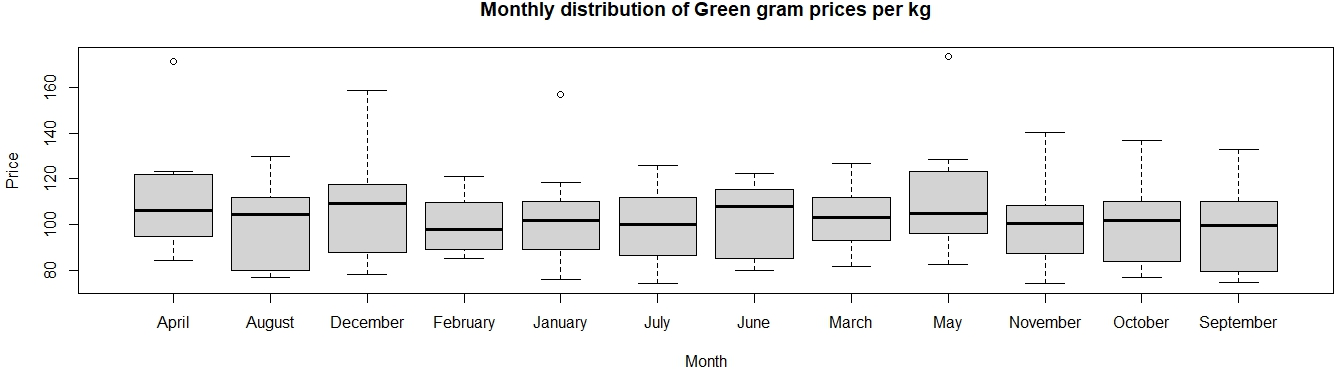 Monthly distribution of Green gram prices per kg
Price
160
140
120
100
80
April August December February January July June March May November October September
Month